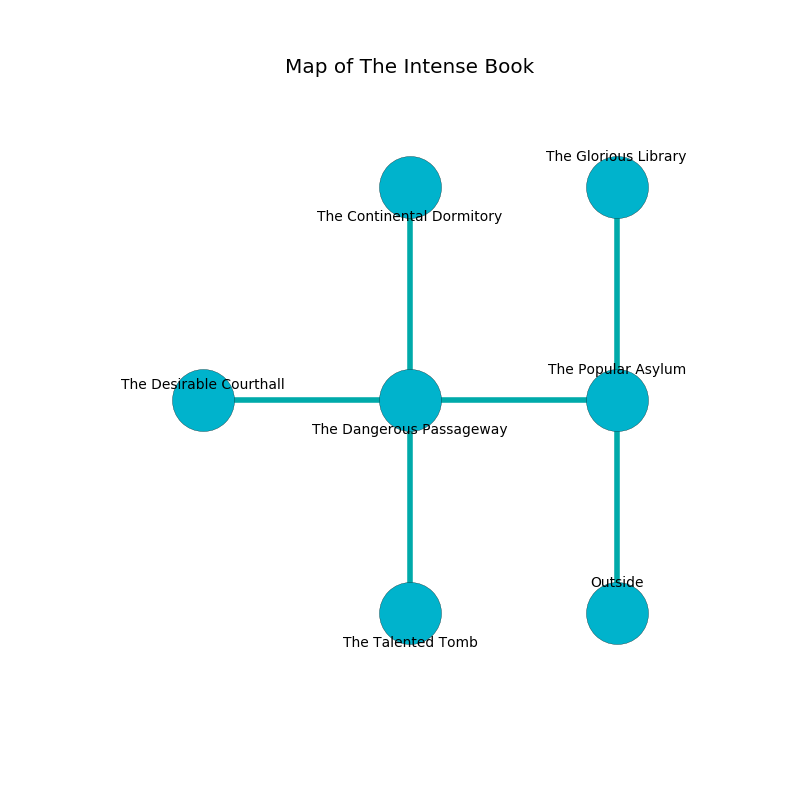 Map of The Intense Book
The Glorious Library
The Continental Dormitory
The Popular Asylum
The Desirable Courthall
The Dangerous Passageway
Outside
The Talented Tomb